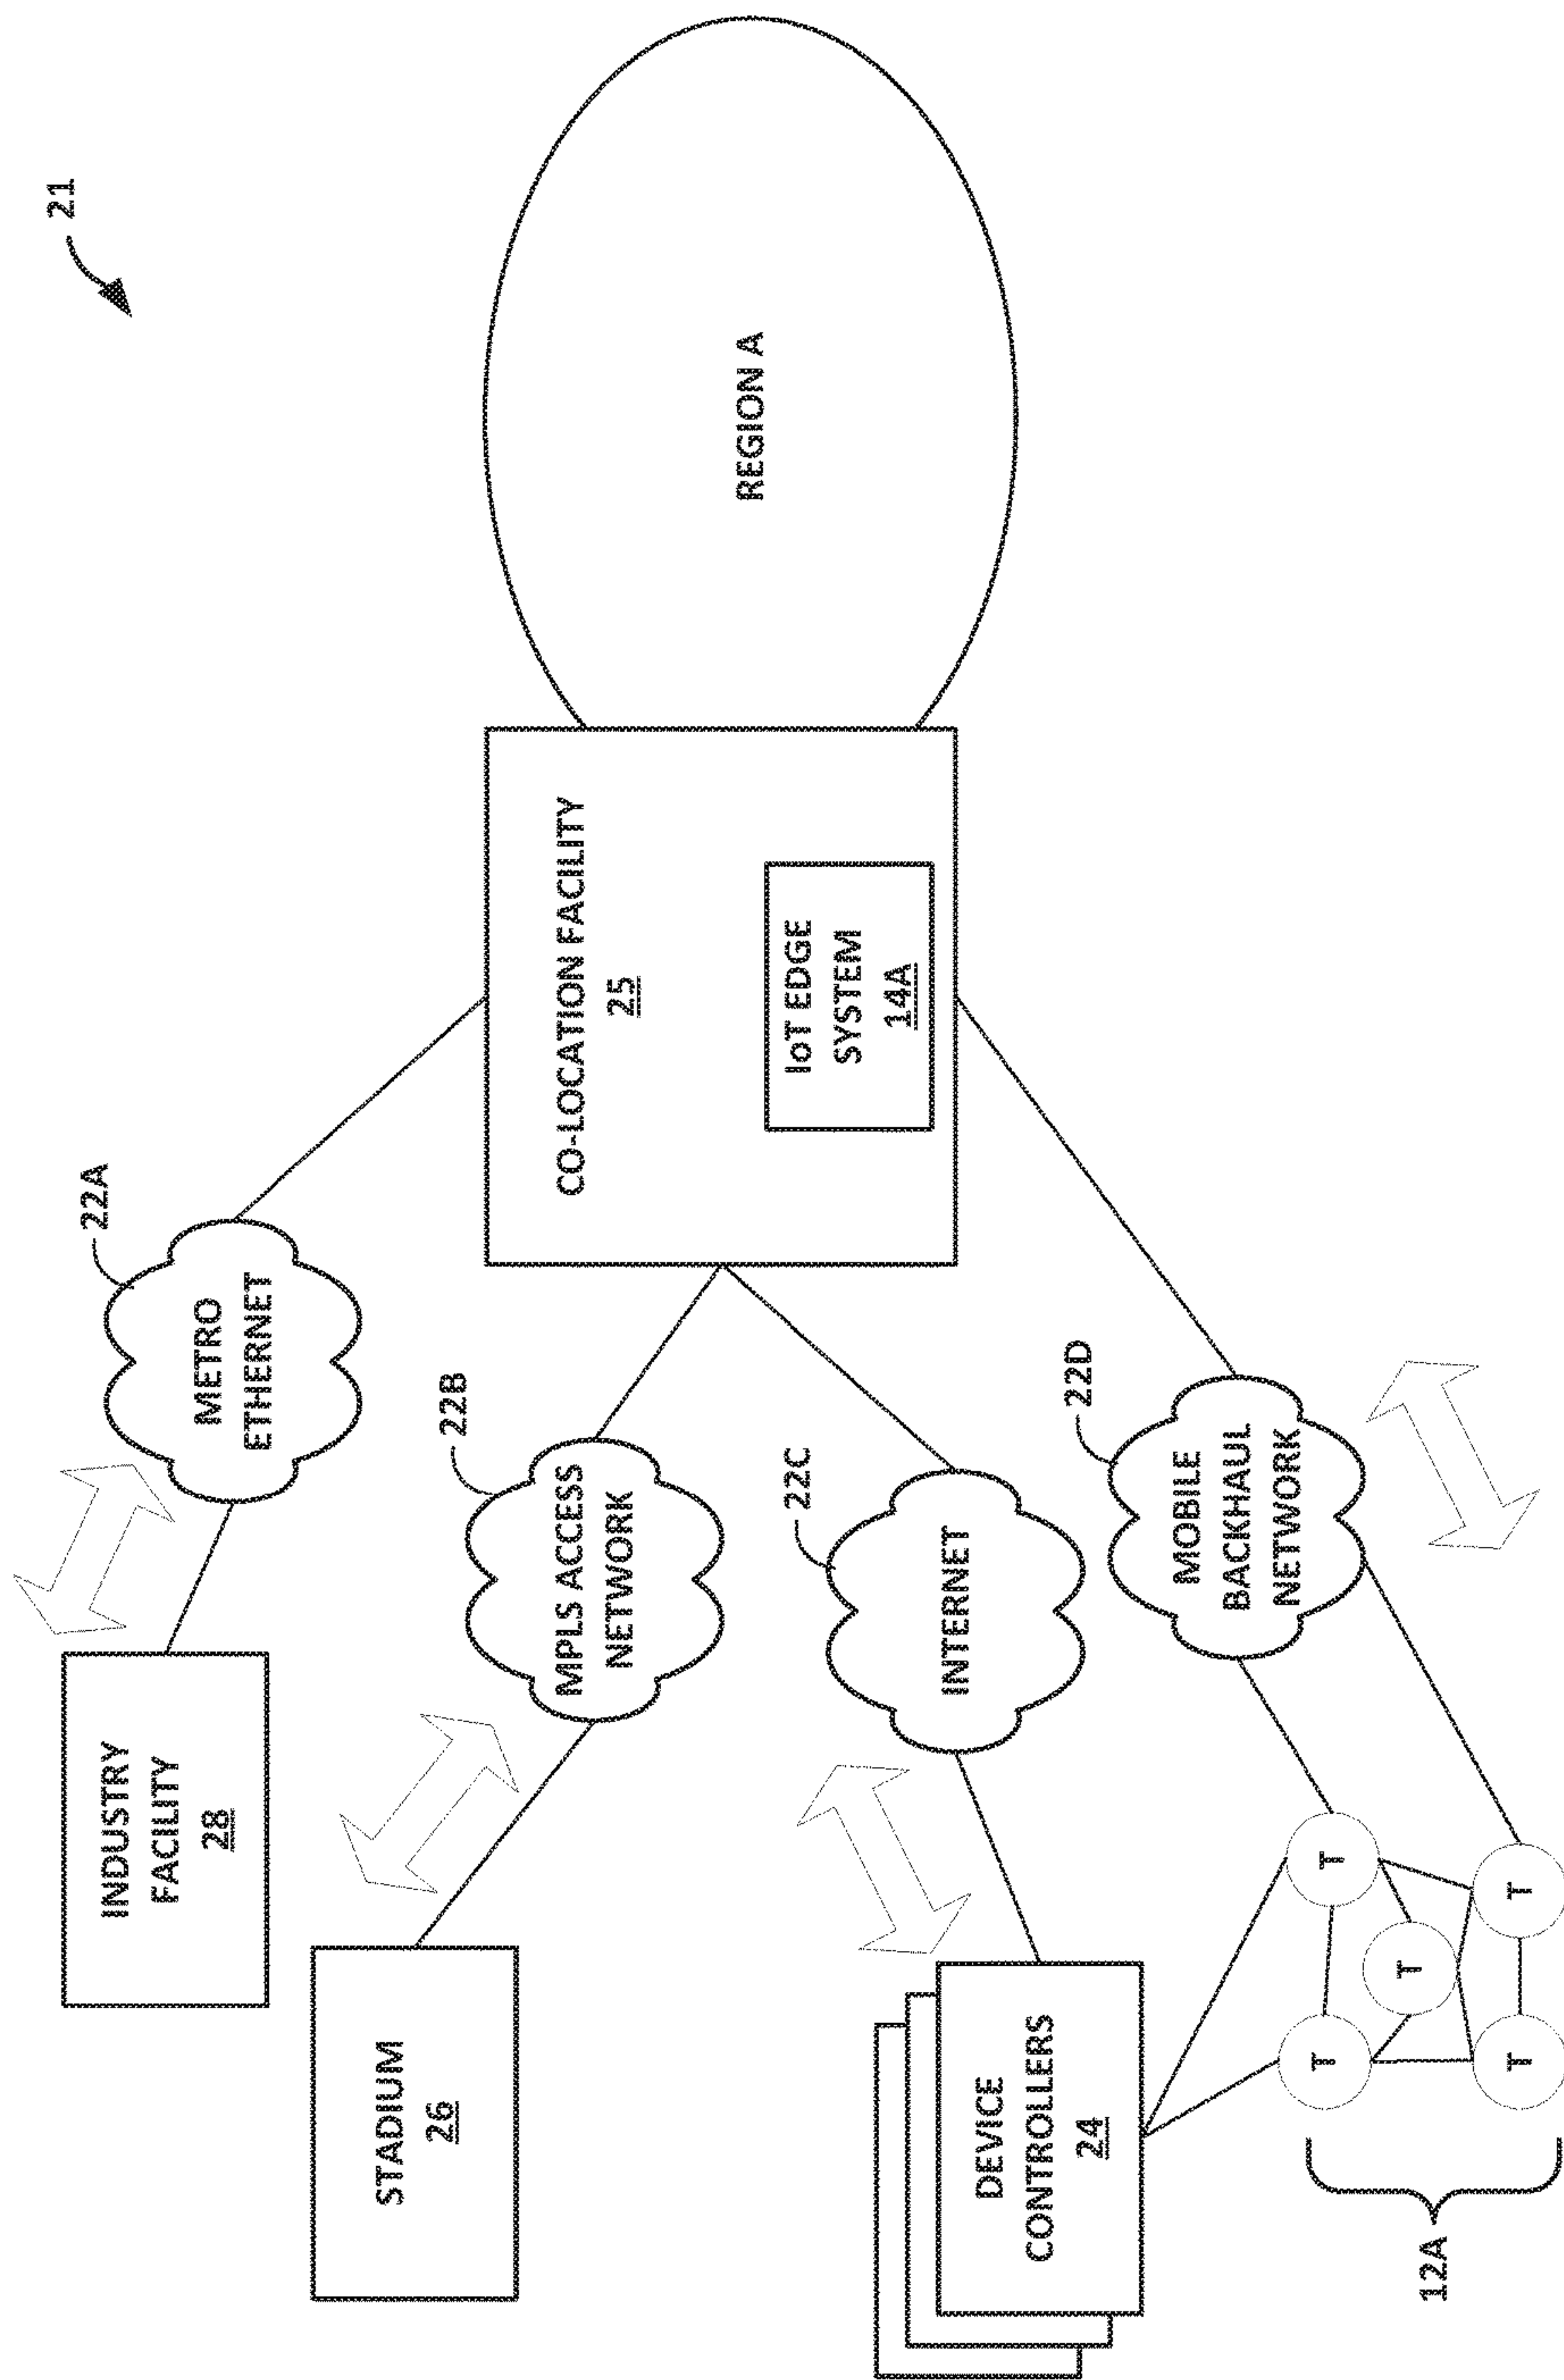 21
INDUSTRY
FACILITY
28
METRO
ETHERNET
22A
STADIUM
26
MPLS ACCESS
NETWORK
22B
CO-LOCATION FACILITY
25
IoT EDGE
SYSTEM
14A
REGION A
DEVICE
CONTROLLERS
24
INTERNET
22C
MOBILE
BACKHAUL
NETWORK
22D
T
T
T
T
T
12A